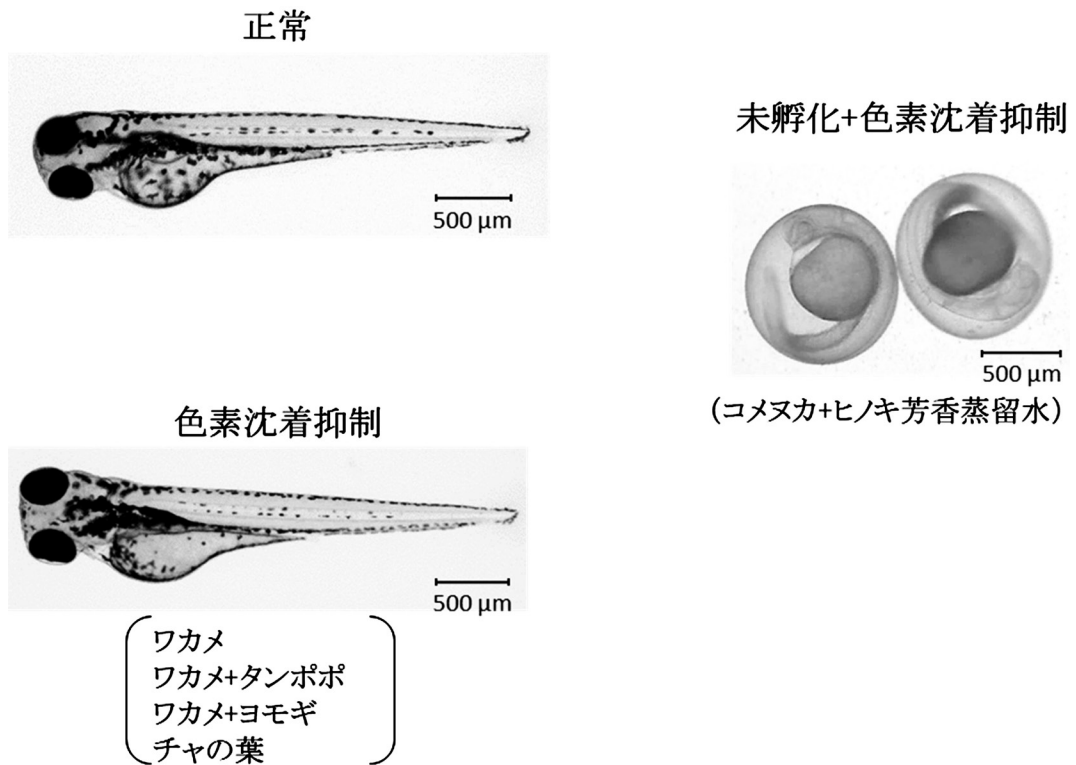 正常
500 μm
色素沈着抑制
500 μm
ワカメ
ワカメ+タンポポ
ワカメ+ヨモギ
チャの葉
未孵化+色素沈着抑制
500 μm
(コメヌカ+ヒノキ芳香蒸留水)